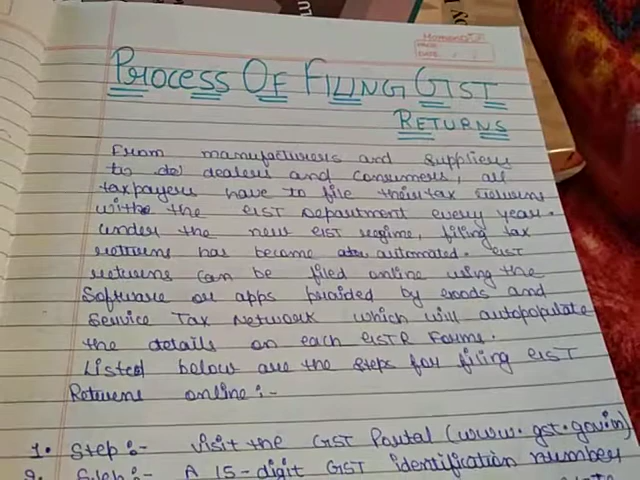 PROCESS OF FILING GST
RETURNS
From manufacturers and suppliers
to dealers and consumers, all
taxpayers have to file their tax returns
with the GST Department every year.
under the new GST regime, filing tax
returns has become automated. GST
returns can be filed online using the
Software or apps provided by Goods and
Service Tax Network which will autopopulate
the details on each GSTR Forms.
Listed below are the steps for filing GST
Returns online:-
1. Step:- Visit the GST Portal (www.gst.gov.in)
2. Step:- A 15-digit GST identification number